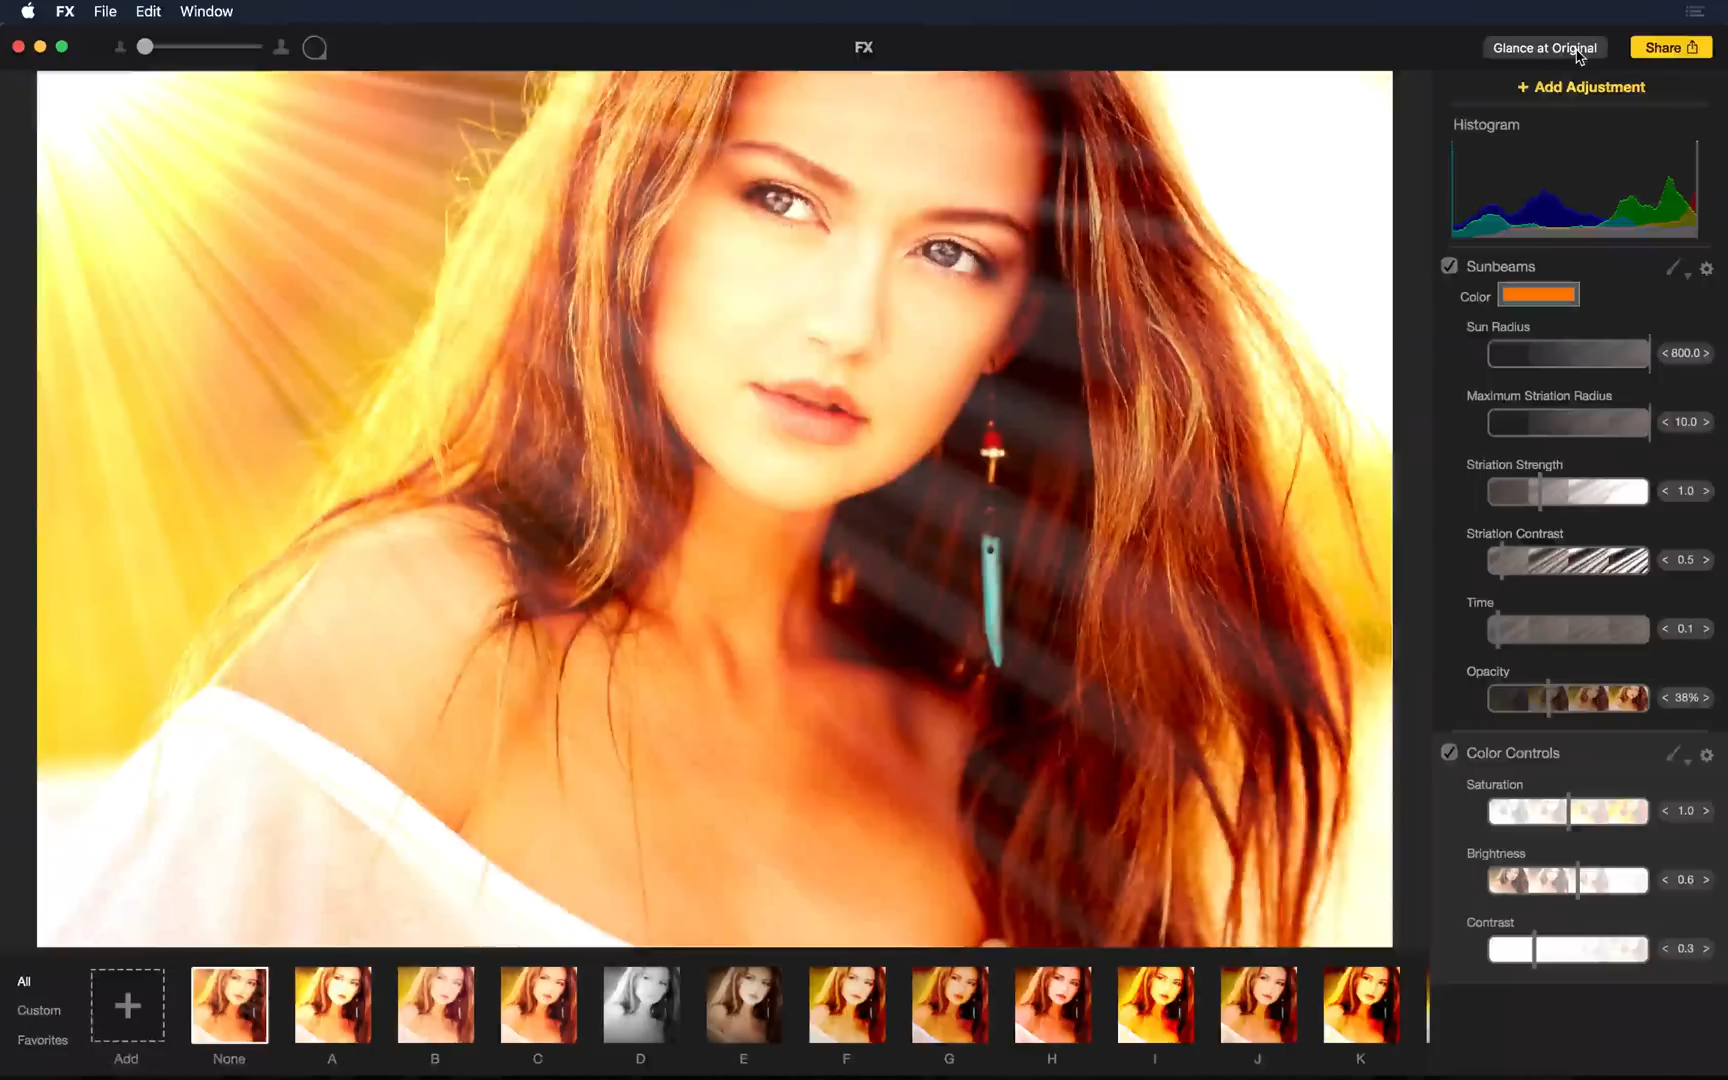 FX File Edit Window
FX
Glance at Original
Share
+ Add Adjustment
Histogram
Sunbeams
Color
Sun Radius
< 800.0 >
Maximum Striation Radius
< 10.0 >
Striation Strength
< 1.0 >
Striation Contrast
< 0.5 >
Time
< 0.1 >
Opacity
< 38% >
Color Controls
Saturation
< 1.0 >
Brightness
< 0.6 >
Contrast
< 0.3 >
All
Custom
Favorites
Add None A B C D E F G H I J K